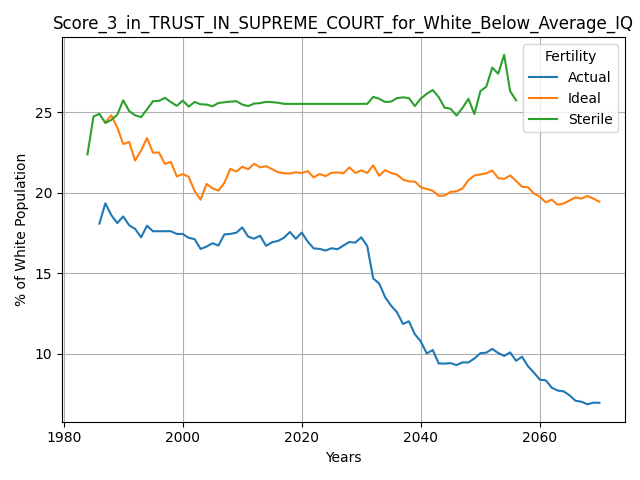 Score_3_in_TRUST_IN_SUPREME_COURT_for_White_Below_Average_IQ
Fertility
Actual
Ideal
Sterile
% of White Population
25
20
15
10
1980
2000
2020
2040
2060
Years